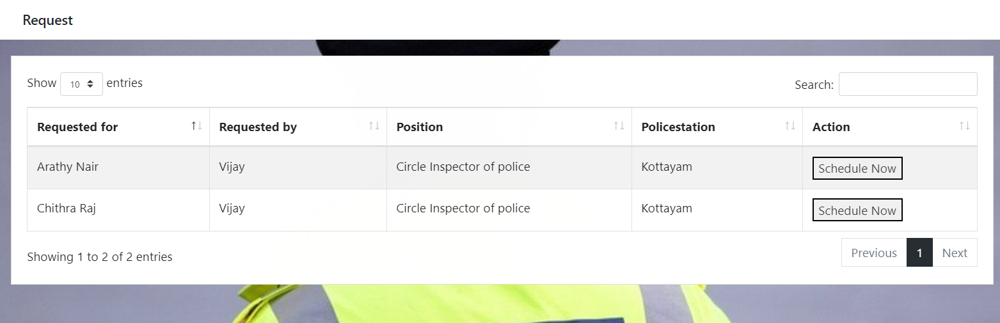 Request
Show 10 entries
Search:
Requested for Requested by Position Policestation Action
Arathy Nair Vijay Circle Inspector of police Kottayam Schedule Now
Chithra Raj Vijay Circle Inspector of police Kottayam Schedule Now
Showing 1 to 2 of 2 entries
Previous 1 Next